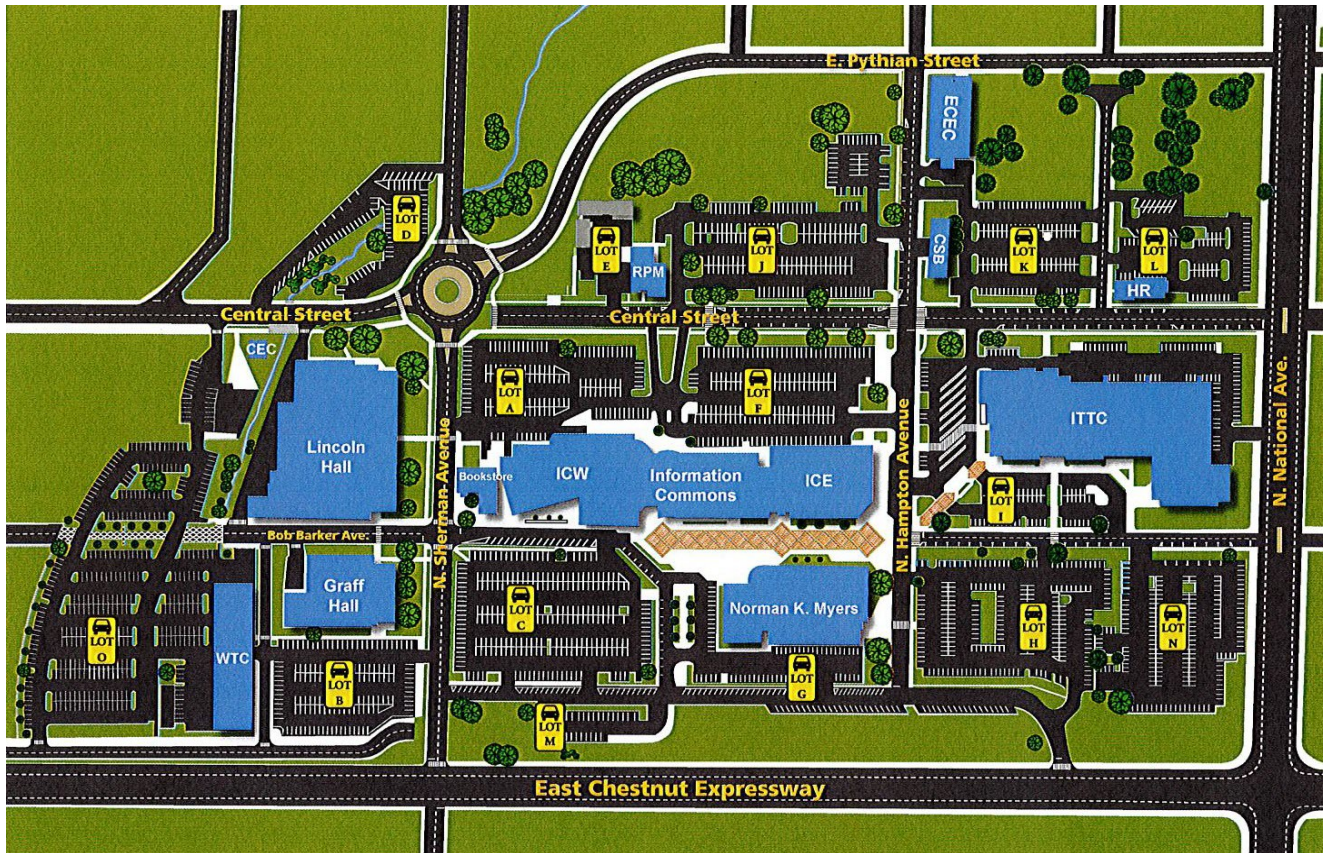 E. Pythian Street
ECEC
LOT
D
LOT
E
RPM
LOT
J
CSB
LOT
K
LOT
L
HR
Central Street
Central Street
CEC
LOT
A
LOT
F
N. Sherman Avenue
N. Hampton Avenue
N. National Ave.
ITTC
Lincoln
Hall
Bookstore
ICW
Information
Commons
ICE
LOT
I
Bob Barker Ave.
Graff
Hall
LOT
C
Norman K. Myers
LOT
H
LOT
N
LOT
O
WTC
LOT
B
LOT
G
LOT
M
East Chestnut Expressway